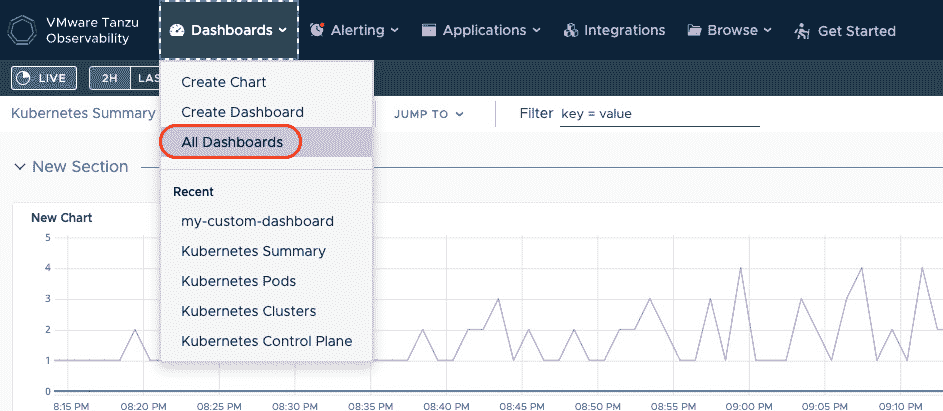 VMware Tanzu
Observability
Dashboards
Alerting
Applications
Integrations
Browse
Get Started
LIVE
2H
LAS
Create Chart
Create Dashboard
All Dashboards
Recent
my-custom-dashboard
Kubernetes Summary
Kubernetes Pods
Kubernetes Clusters
Kubernetes Control Plane
Kubernetes Summary
JUMP TO
Filter key = value
New Section
New Chart
5
4
3
2
1
0
8:15 PM 08:20 PM 08:25 PM 08:30 PM 08:35 PM 08:40 PM 08:45 PM 08:50 PM 08:55 PM 09:00 PM 09:05 PM 09:10 PM